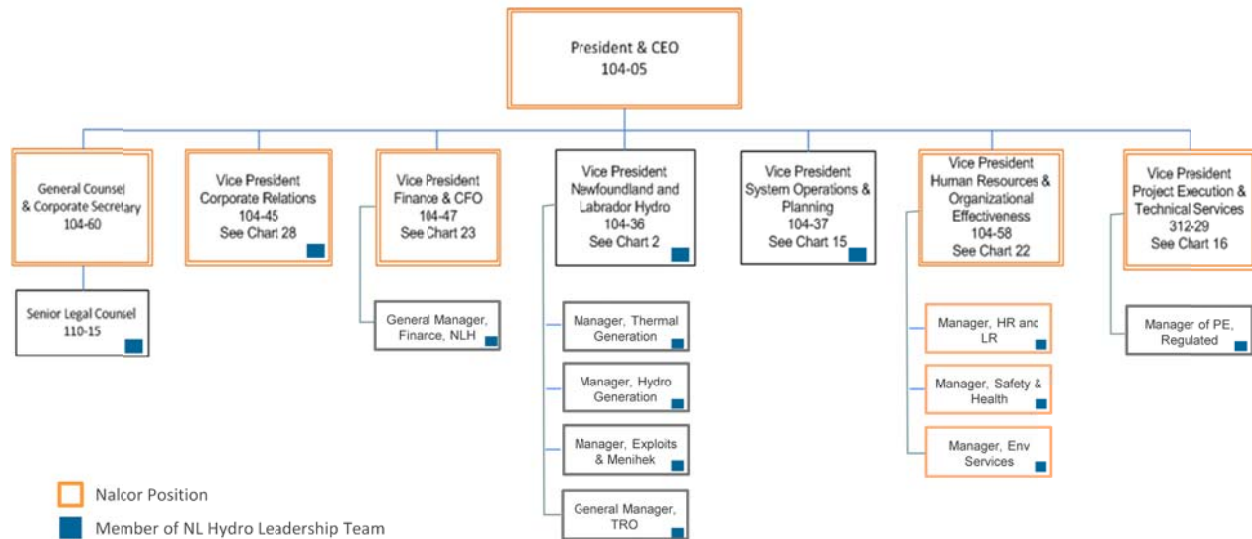 President & CEO
104-05
General Counsel
& Corporate Secretary
104-60
Vice President
Corporate Relations
104-45
See Chart 28
Vice President
Finance & CFO
104-47
See Chart 23
Vice President
Newfoundland and
Labrador Hydro
104-36
See Chart 2
Vice President
System Operations &
Planning
104-37
See Chart 15
Vice President
Human Resources &
Organizational
Effectiveness
104-58
See Chart 22
Vice President
Project Execution &
Technical Services
312-29
See Chart 16
Senior Legal Counsel
110-15
General Manager,
Finance, NLH
Manager, Thermal
Generation
Manager, Hydro
Generation
Manager, Exploits
& Menihek
General Manager,
TRO
Manager, HR and
LR
Manager, Safety &
Health
Manager, Env
Services
Manager of PE,
Regulated
Nalcor Position
Member of NL Hydro Leadership Team